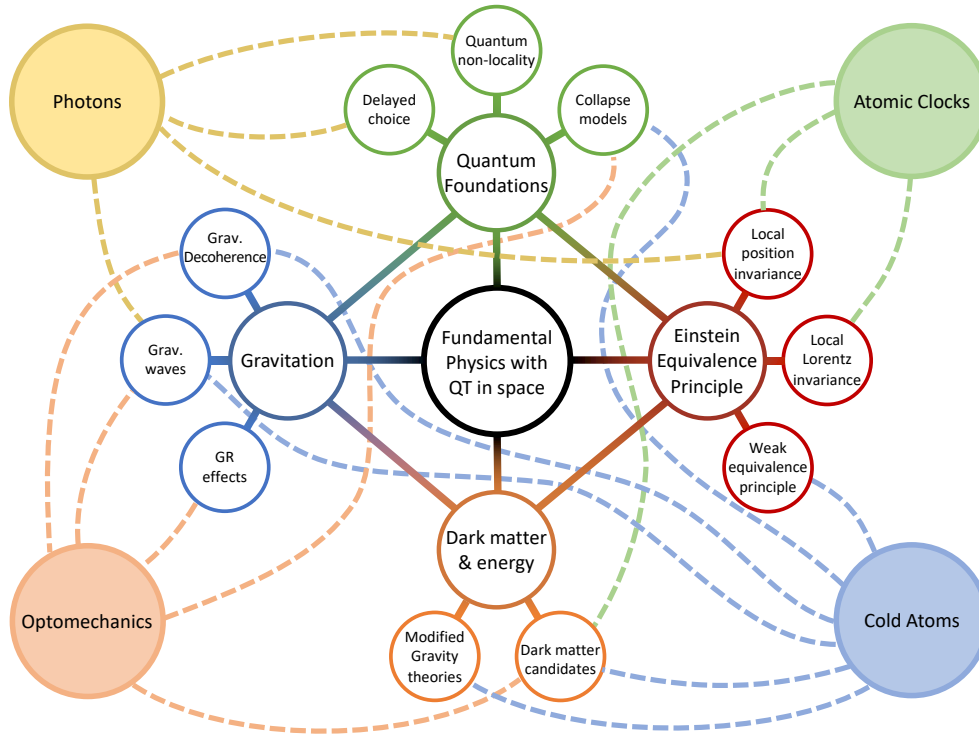 Quantum
non-locality
Photons
Delayed
choice
Collapse
models
Atomic Clocks
Quantum
Foundations
Grav.
Decoherence
Local
position
invariance
Grav.
waves
Gravitation
Fundamental
Physics with
QT in space
Einstein
Equivalence
Principle
Local
Lorentz
invariance
GR
effects
Weak
equivalence
principle
Dark matter
& energy
Optomechanics
Cold Atoms
Modified
Gravity
theories
Dark matter
candidates